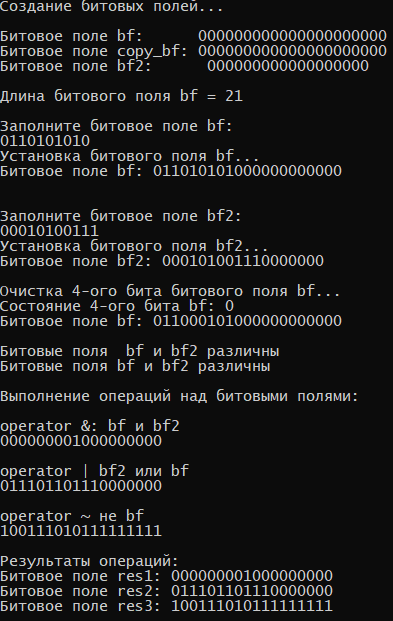 Создание битовых полей...
Битовое поле bf:      000000000000000000000
Битовое поле copy_bf: 000000000000000000000
Битовое поле bf2:      000000000000000000
Длина битового поля bf = 21
Заполните битовое поле bf:
0110101010
Установка битового поля bf...
Битовое поле bf: 011010101000000000000
Заполните битовое поле bf2:
00010100111
Установка битового поля bf2...
Битовое поле bf2: 000101001110000000
Очистка 4-ого бита битового поля bf...
Состояние 4-ого бита bf: 0
Битовое поле bf: 011000101000000000000
Битовые поля  bf и bf2 различны
Битовые поля bf и bf2 различны
Выполнение операций над битовыми полями:
operator &: bf и bf2
000000001000000000
operator | bf2 или bf
011101101110000000
operator ~ не bf
100111010111111111
Результаты операций:
Битовое поле res1: 000000001000000000
Битовое поле res2: 011101101110000000
Битовое поле res3: 100111010111111111